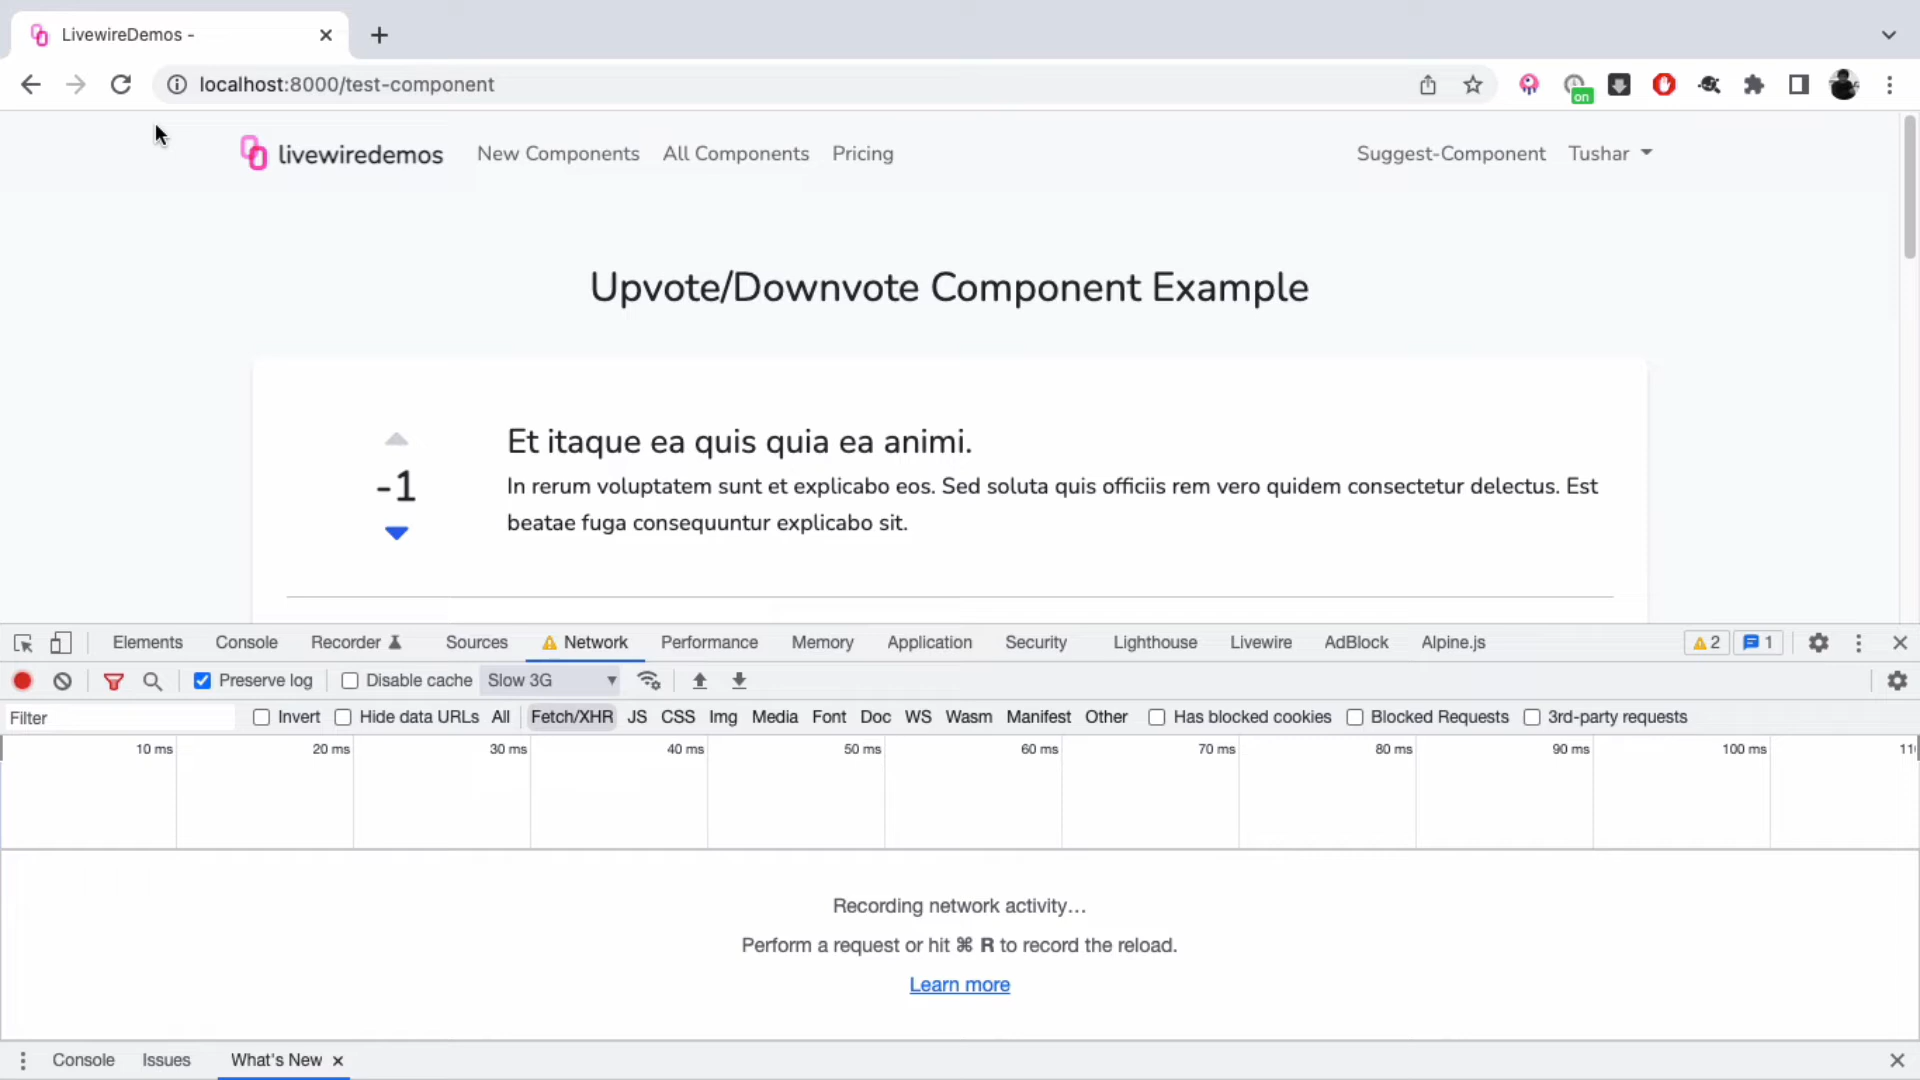 LivewireDemos -
localhost:8000/test-component
on
livewiredemos New Components All Components Pricing Suggest-Component Tushar
Upvote/Downvote Component Example
Et itaque ea quis quia ea animi.
-1
In rerum voluptatem sunt et explicabo eos. Sed soluta quis officiis rem vero quidem consectetur delectus. Est
beatae fuga consequuntur explicabo sit.
Elements Console Recorder Sources Network Performance Memory Application Security Lighthouse Livewire AdBlock Alpine.js 2 1
Preserve log Disable cache Slow 3G
Filter Invert Hide data URLs All Fetch/XHR JS CSS Img Media Font Doc WS Wasm Manifest Other Has blocked cookies Blocked Requests 3rd-party requests
10 ms 20 ms 30 ms 40 ms 50 ms 60 ms 70 ms 80 ms 90 ms 100 ms 11
Recording network activity…
Perform a request or hit ⌘ R to record the reload.
Learn more
Console Issues What's New